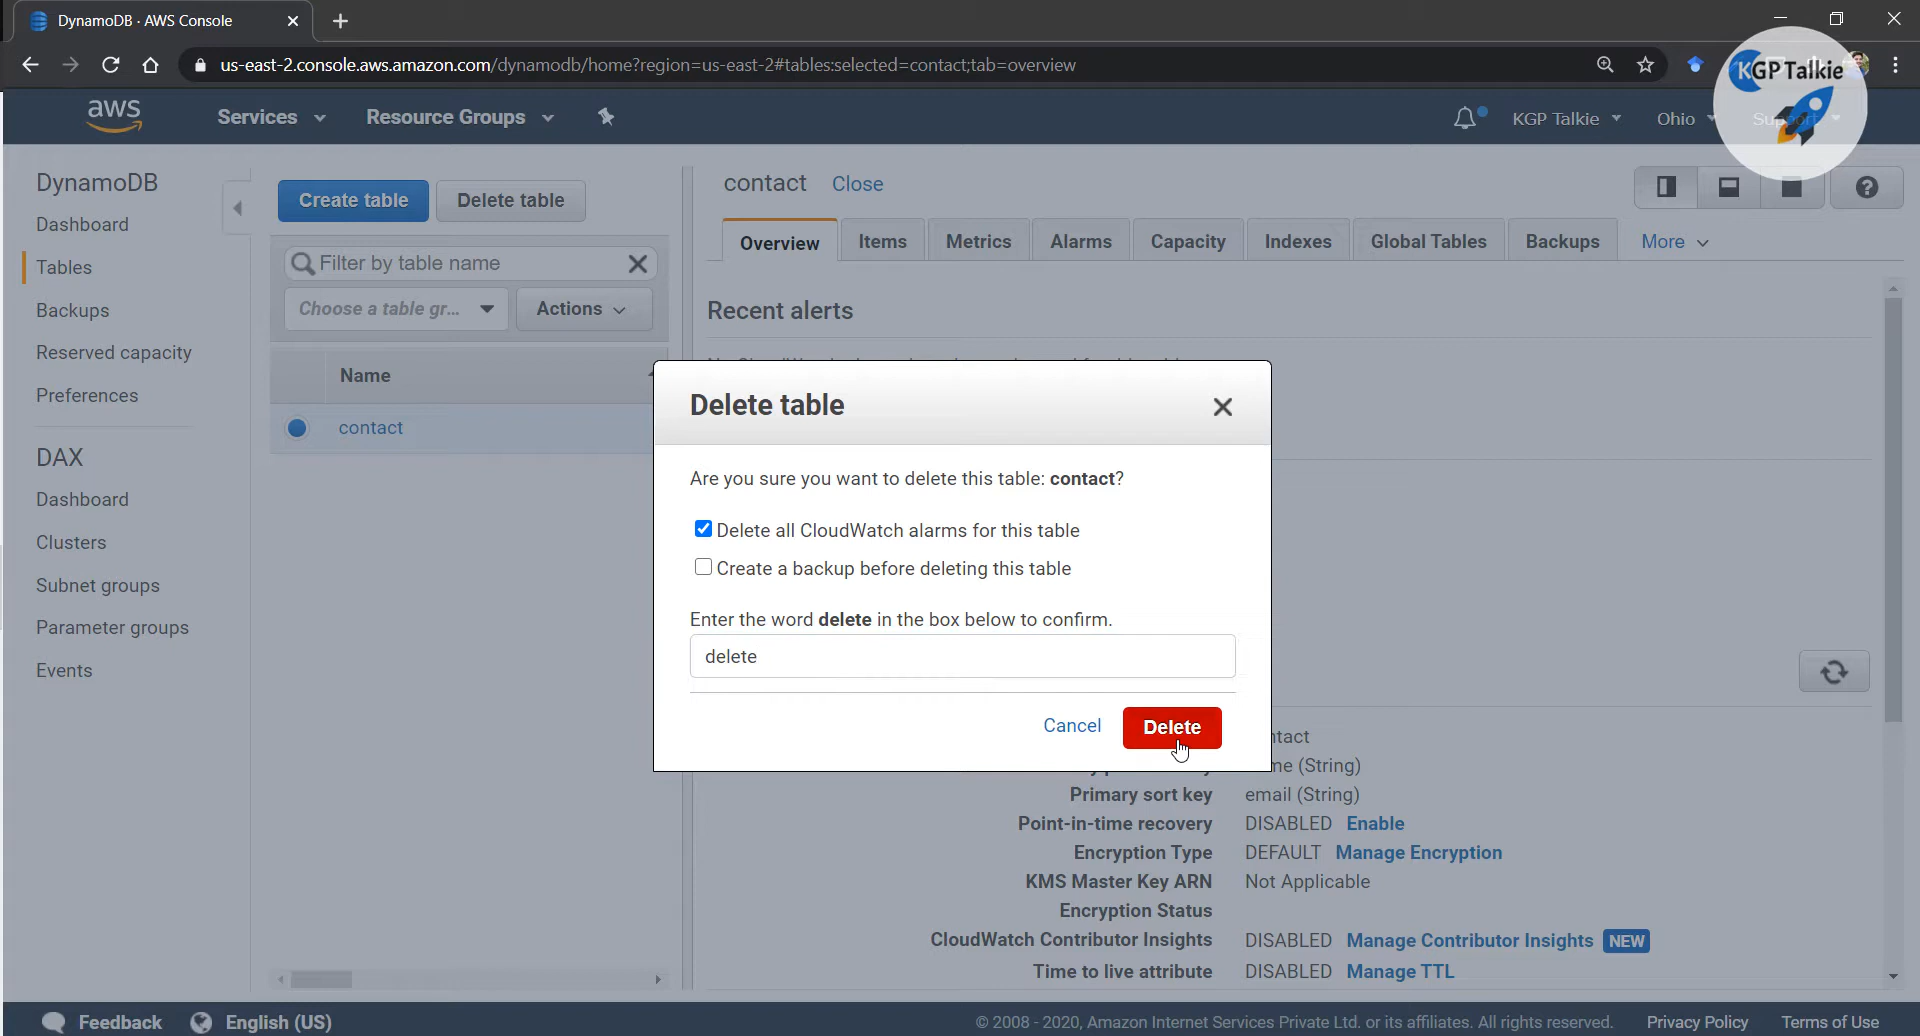 DynamoDB · AWS Console
us-east-2.console.aws.amazon.com/dynamodb/home?region=us-east-2#tables:selected=contact;tab=overview
KGPTalkie
aws
Services
Resource Groups
KGP Talkie
Ohio
Support
DynamoDB
Dashboard
Tables
Backups
Reserved capacity
Preferences
DAX
Dashboard
Clusters
Subnet groups
Parameter groups
Events
Create table
Delete table
Filter by table name
Choose a table gr...
Actions
Name
contact
contact
Close
Overview
Items
Metrics
Alarms
Capacity
Indexes
Global Tables
Backups
More
Recent alerts
Delete table
Are you sure you want to delete this table: contact?
Delete all CloudWatch alarms for this table
Create a backup before deleting this table
Enter the word delete in the box below to confirm.
delete
Cancel
Delete
Primary sort key email (String)
Point-in-time recovery DISABLED Enable
Encryption Type DEFAULT Manage Encryption
KMS Master Key ARN Not Applicable
Encryption Status
CloudWatch Contributor Insights DISABLED Manage Contributor Insights NEW
Time to live attribute DISABLED Manage TTL
Feedback
English (US)
© 2008 - 2020, Amazon Internet Services Private Ltd. or its affiliates. All rights reserved.
Privacy Policy
Terms of Use